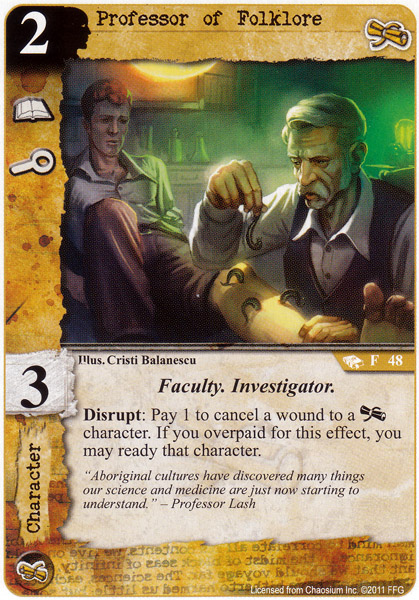 2
Professor of Folklore
Illus. Cristi Balanescu
F 48
3
Faculty. Investigator.
Disrupt: Pay 1 to cancel a wound to a
character. If you overpaid for this effect, you
may ready that character.
“Aboriginal cultures have discovered many things
our science and medicine are just now starting to
understand.” – Professor Lash
Character
Licensed from Chaosium Inc. ©2011 FFG